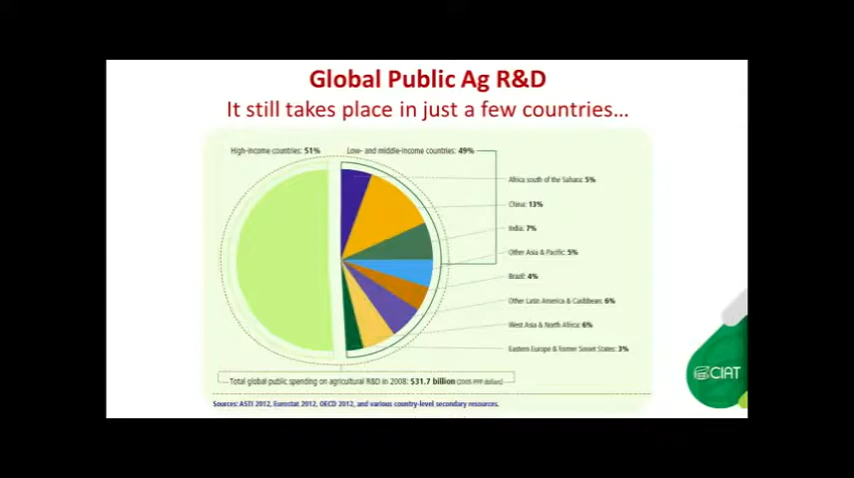 Global Public Ag R&D
It still takes place in just a few countries...
High-income countries: 51%
Low- and middle-income countries: 49%
Africa south of the Sahara: 5%
China: 13%
India: 7%
Other Asia & Pacific: 5%
Brazil: 4%
Other Latin America & Caribbean: 6%
West Asia & North Africa: 6%
Eastern Europe & Former Soviet States: 3%
CIAT
Total global public spending on agricultural R&D in 2008: $31.7 billion (2005 PPP dollars)
Sources: ASTI 2012, Eurostat 2012, OECD 2012, and various country-level secondary resources.